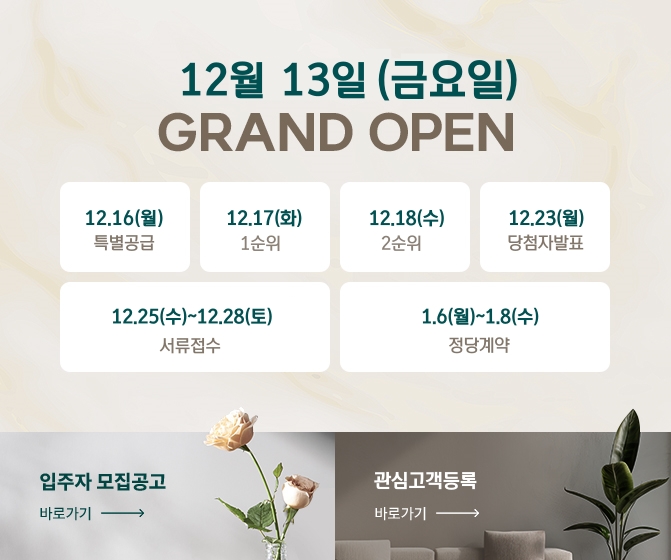 12월 13일 (금요일)
GRAND OPEN
12.16(월)
특별공급
12.17(화)
1순위
12.18(수)
2순위
12.23(월)
당첨자발표
12.25(수)~12.28(토)
서류접수
1.6(월)~1.8(수)
정당계약
입주자 모집공고
바로가기
관심고객등록
바로가기